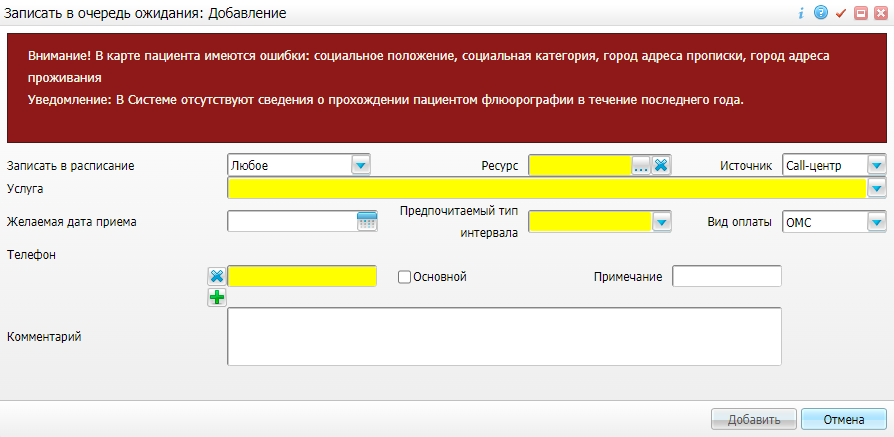 Записать в очередь ожидания: Добавление
Внимание! В карте пациента имеются ошибки: социальное положение, социальная категория, город адреса прописки, город адреса
проживания
Уведомление: В Системе отсутствуют сведения о прохождении пациентом флюорографии в течение последнего года.
Записать в расписание Любое Ресурс ... Источник Call-центр
Услуга
Желаемая дата приема Предпочитаемый тип интервала Вид оплаты ОМС
Телефон
Основной Примечание
Комментарий
Добавить Отмена